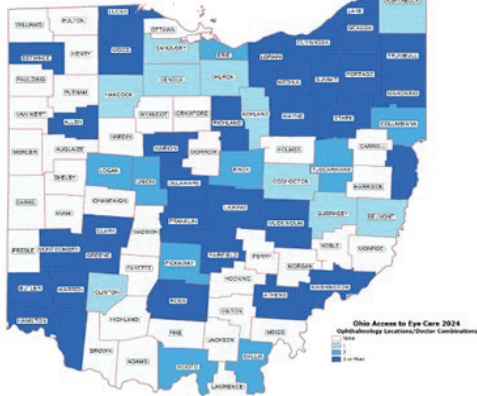 ASHTABULA
LUCAS
LAKE
FULTON
WILLIAMS
OTTAWA
GEAUGA
CUYAHOGA
WOOD
SANDUSKY
ERIE
LORAIN
TRUMBULL
DEFIANCE
HENRY
PORTAGE
SUMMIT
MEDINA
HURON
SENECA
PAULDING
MAHONING
PUTNAM
HANCOCK
ASHLAND
VAN WERT
WYANDOT
CRAWFORD
RICHLAND
WAYNE
STARK
COLUMBIANA
ALLEN
HARDIN
CARROLL
MERCER
AUGLAIZE
MARION
MORROW
HOLMES
TUSCARAWAS
LOGAN
KNOX
SHELBY
UNION
DELAWARE
COSHOCTON
HARRISON
DARKE
CHAMPAIGN
LICKING
MIAMI
FRANKLIN
MUSKINGUM
GUERNSEY
BELMONT
CLARK
MADISON
PREBLE
MONTGOMERY
FAIRFIELD
PERRY
NOBLE
MONROE
GREENE
PICKAWAY
MORGAN
FAYETTE
HOCKING
BUTLER
WARREN
CLINTON
ROSS
ATHENS
WASHINGTON
VINTON
HAMILTON
HIGHLAND
PIKE
JACKSON
MEIGS
BROWN
ADAMS
SCIOTO
GALLIA
LAWRENCE
Ohio Access to Eye Care 2024
Ophthalmology Locations/Doctor Combinations
None
1
2
3 or More